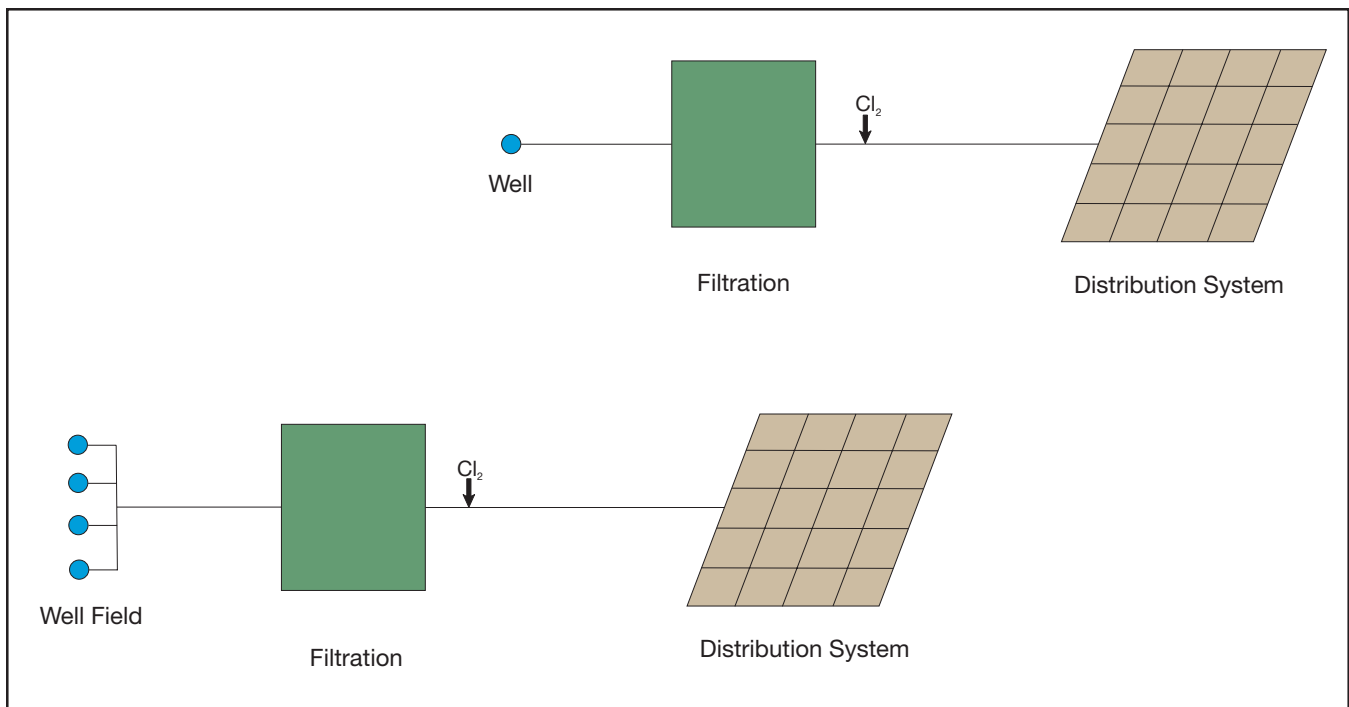 Cl₂
Well
Filtration
Distribution System
Cl₂
Well Field
Filtration
Distribution System